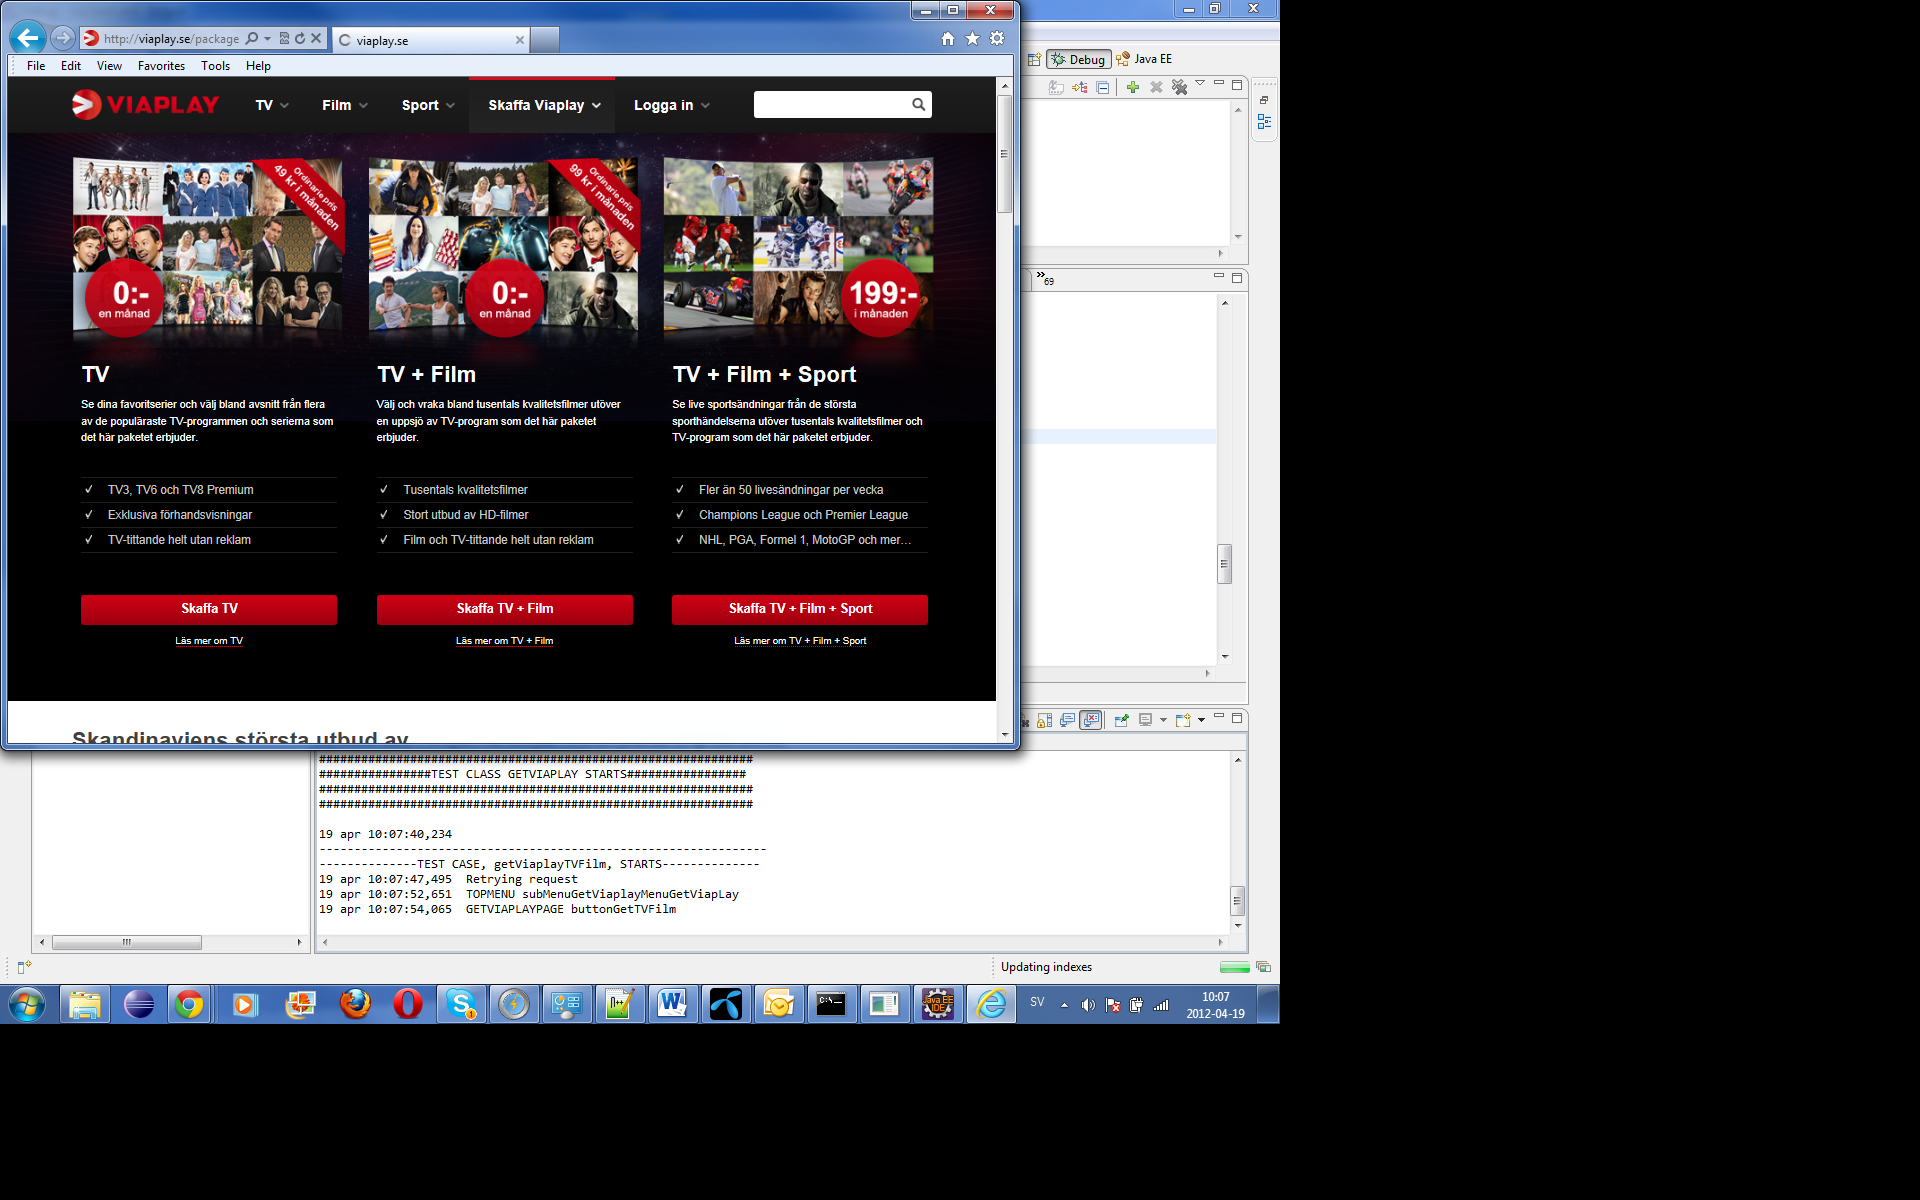 http://viaplay.se/package
viaplay.se
File Edit View Favorites Tools Help
VIAPLAY
TV Film Sport Skaffa Viaplay Logga in
Ordinarie pris
49 kr i månaden
0:-
en månad
Ordinarie pris
99 kr i månaden
0:-
en månad
199:-
i månaden
TV
Se dina favoritserier och välj bland avsnitt från flera
av de populäraste TV-programmen och serierna som
det här paketet erbjuder.
✓ TV3, TV6 och TV8 Premium
✓ Exklusiva förhandsvisningar
✓ TV-tittande helt utan reklam
Skaffa TV
Läs mer om TV
TV + Film
Välj och vraka bland tusentals kvalitetsfilmer utöver
en uppsjö av TV-program som det här paketet
erbjuder.
✓ Tusentals kvalitetsfilmer
✓ Stort utbud av HD-filmer
✓ Film och TV-tittande helt utan reklam
Skaffa TV + Film
Läs mer om TV + Film
TV + Film + Sport
Se live sportsändningar från de största
sporthändelserna utöver tusentals kvalitetsfilmer och
TV-program som det här paketet erbjuder.
✓ Fler än 50 livesändningar per vecka
✓ Champions League och Premier League
✓ NHL, PGA, Formel 1, MotoGP och mer...
Skaffa TV + Film + Sport
Läs mer om TV + Film + Sport
Skandinaviens största utbud av
Debug Java EE
»69
##############################################################
################TEST CLASS GETVIAPLAY STARTS#################
##############################################################
##############################################################
19 apr 10:07:40,234
----------------------------------------------------------------
--------------TEST CASE, getViaplayTVFilm, STARTS--------------
19 apr 10:07:47,495 Retrying request
19 apr 10:07:52,651 TOPMENU subMenuGetViaplayMenuGetViapLay
19 apr 10:07:54,065 GETVIAPLAYPAGE buttonGetTVFilm
Updating indexes
S 1
N++
W
C:\._
Java EE
IDE
SV
10:07
2012-04-19